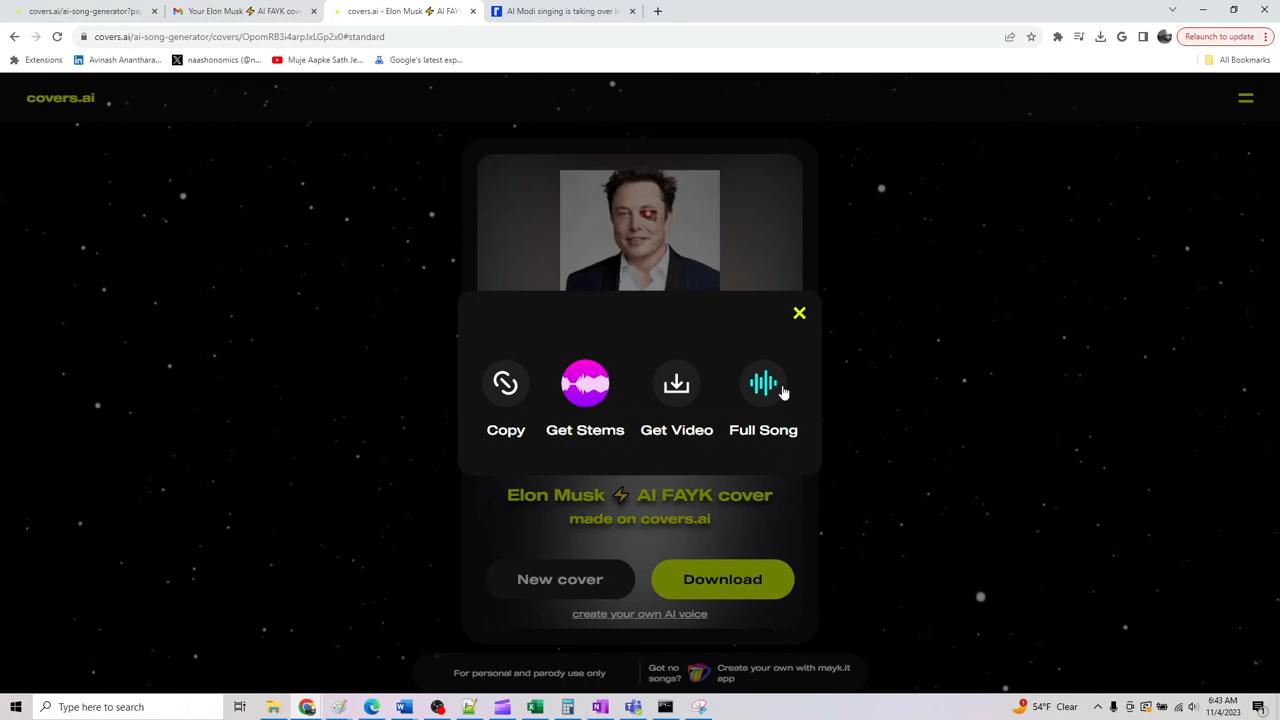 covers.ai/ai-song-generator?pay
Your Elon Musk ⚡ AI FAYK cove
covers.ai - Elon Musk ⚡ AI FAY
AI Modi singing is taking over In
covers.ai/ai-song-generator/covers/OpomRB3i4arpJxLGp2x0#standard
Relaunch to update
Extensions
Avinash Ananthara...
naashonomics (@n...
Muje Aapke Sath Je...
Google's latest exp...
All Bookmarks
covers.ai
Copy
Get Stems
Get Video
Full Song
Elon Musk ⚡ AI FAYK cover
made on covers.ai
New cover
Download
create your own AI voice
For personal and parody use only
Got no
songs?
Create your own with mayk.it
app
Type here to search
54°F Clear
6:43 AM
11/4/2023